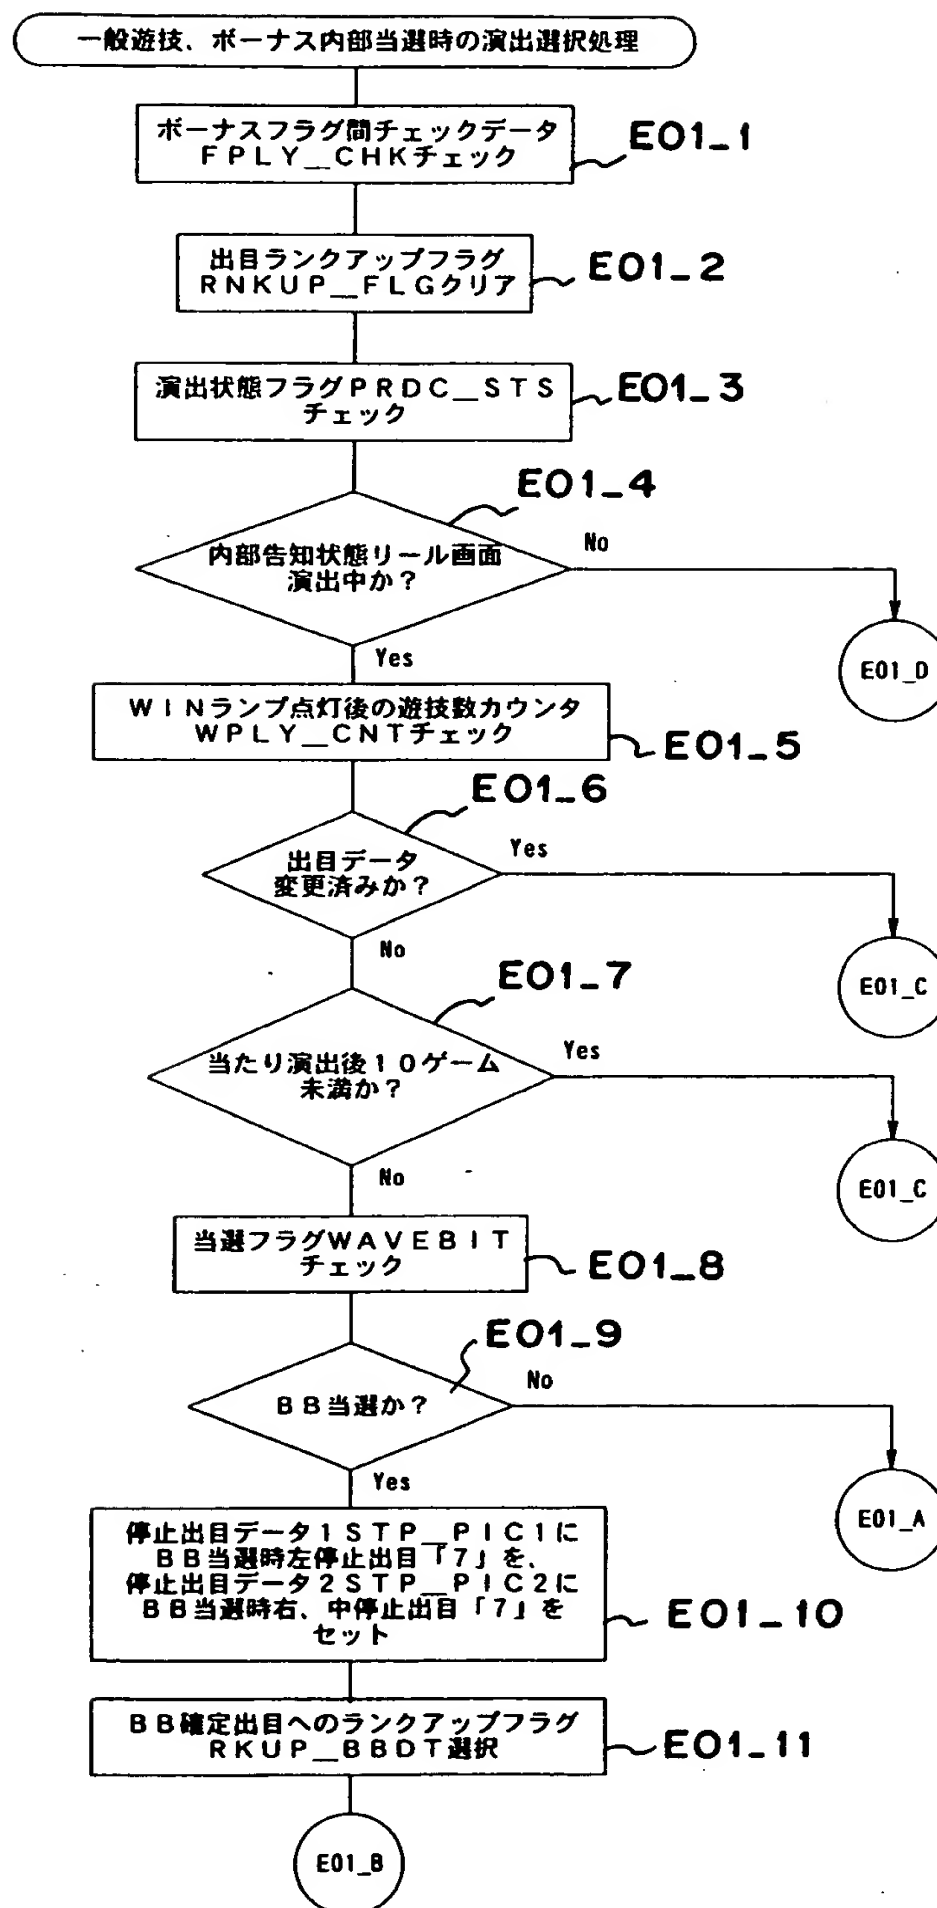 一般遊技、ボーナス内部当選時の演出選択処理
ボーナスフラグ間チェックデータ
FPLY__CHKチェック
E01_1
出目ランクアップフラグ
RNKUP__FLGクリア
E01_2
演出状態フラグPRDC__STS
チェック
E01_3
E01_4
内部告知状態リール画面
演出中か？
No
E01_D
Yes
WINランプ点灯後の遊技数カウンタ
WPLY__CNTチェック
E01_5
E01_6
出目データ
変更済みか？
Yes
E01_C
No
E01_7
当たり演出後10ゲーム
未満か？
Yes
E01_C
No
当選フラグWAVEBIT
チェック
E01_8
E01_9
BB当選か？
No
E01_A
Yes
停止出目データ1STP__PIC1に
BB当選時左停止出目「7」を、
停止出目データ2STP__PIC2に
BB当選時右、中停止出目「7」を
セット
E01_10
BB確定出目へのランクアップフラグ
RKUP__BBDT選択
E01_11
E01_B